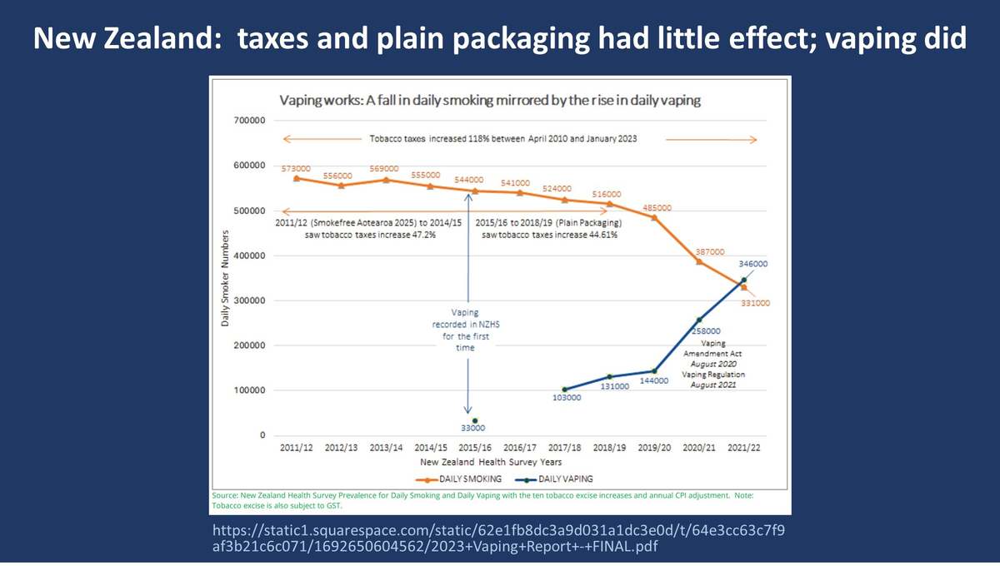 New Zealand:  taxes and plain packaging had little effect; vaping did
Vaping works: A fall in daily smoking mirrored by the rise in daily vaping
700000
Tobacco taxes increased 118% between April 2010 and January 2023
600000
573000
556000
569000
555000
544000
541000
524000
516000
485000
387000
331000
500000
2011/12 (Smokefree Aotearoa 2025) to 2014/15
saw tobacco taxes increase 47.2%
2015/16 to 2018/19 (Plain Packaging)
saw tobacco taxes increase 44.61%
400000
346000
300000
Daily Smoker Numbers
Vaping
recorded in NZHS
for the first
time
258000
Vaping
Amendment Act
August 2020
Vaping Regulation
August 2021
200000
100000
33000
103000
131000
144000
0
2011/12 2012/13 2013/14 2014/15 2015/16 2016/17 2017/18 2018/19 2019/20 2020/21 2021/22
New Zealand Health Survey Years
DAILY SMOKING DAILY VAPING
Source: New Zealand Health Survey Prevalence for Daily Smoking and Daily Vaping with the ten tobacco excise increases and annual CPI adjustment.  Note:
Tobacco excise is also subject to GST.
https://static1.squarespace.com/static/62e1fb8dc3a9d031a1dc3e0d/t/64e3cc63c7f9
af3b21c6c071/1692650604562/2023+Vaping+Report+-+FINAL.pdf